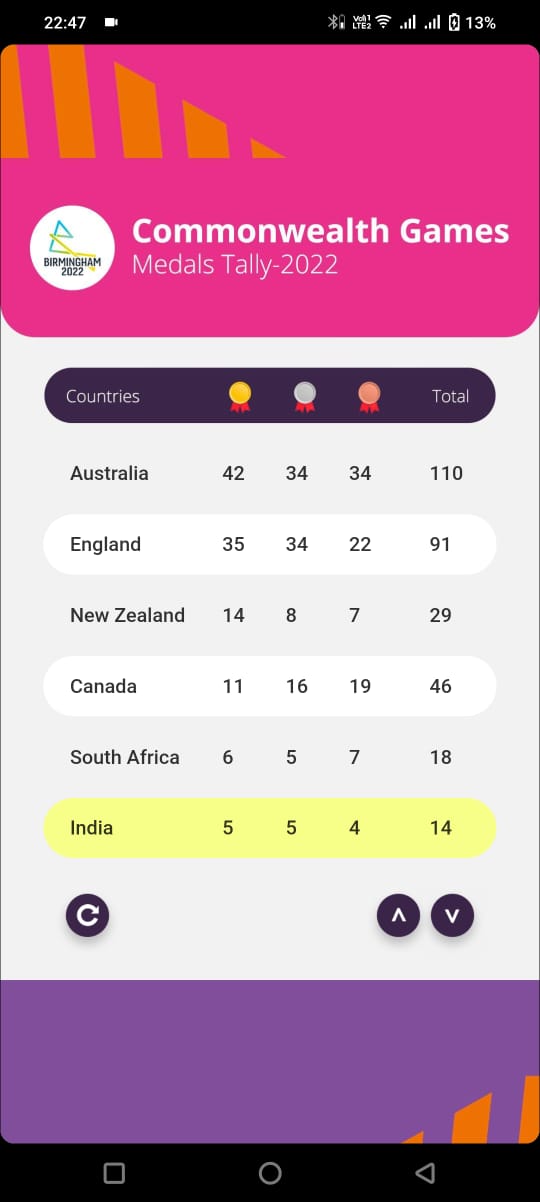 22:47 Vo)) 1 LTE2 13%
Commonwealth Games
Medals Tally-2022
BIRMINGHAM
2022
Countries Total
Australia 42 34 34 110
England 35 34 22 91
New Zealand 14 8 7 29
Canada 11 16 19 46
South Africa 6 5 7 18
India 5 5 4 14